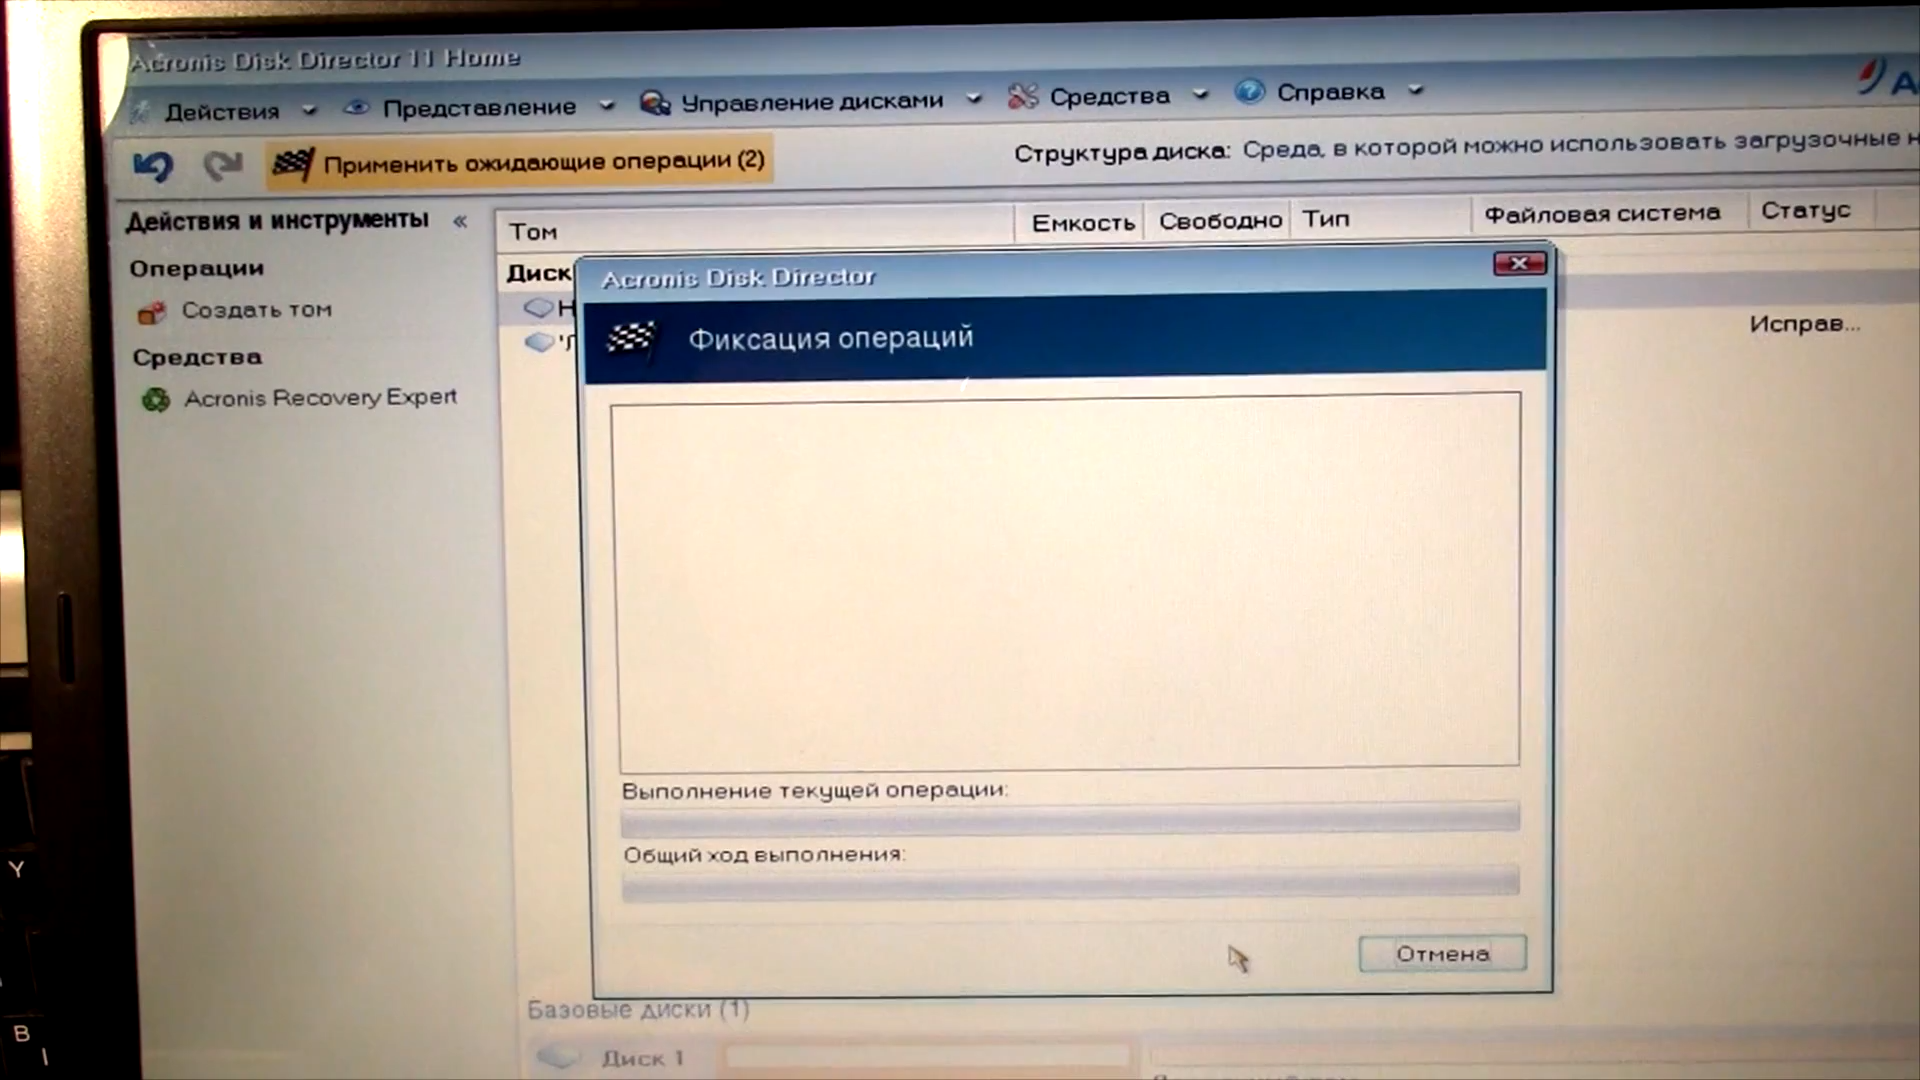 Acronis Disk Director 11 Home
Действия Представление Управление дисками Средства Справка
Применить ожидающие операции (2) Структура диска: Среда, в которой можно использовать загрузочные
Действия и инструменты «
Том Емкость Свободно Тип Файловая система Статус
Операции
Создать том
Средства
Acronis Recovery Expert
Диск
Исправ...
Acronis Disk Director
Фиксация операций
Выполнение текущей операции:
Общий ход выполнения:
Отмена
Базовые диски (1)
Диск 1
Y
B